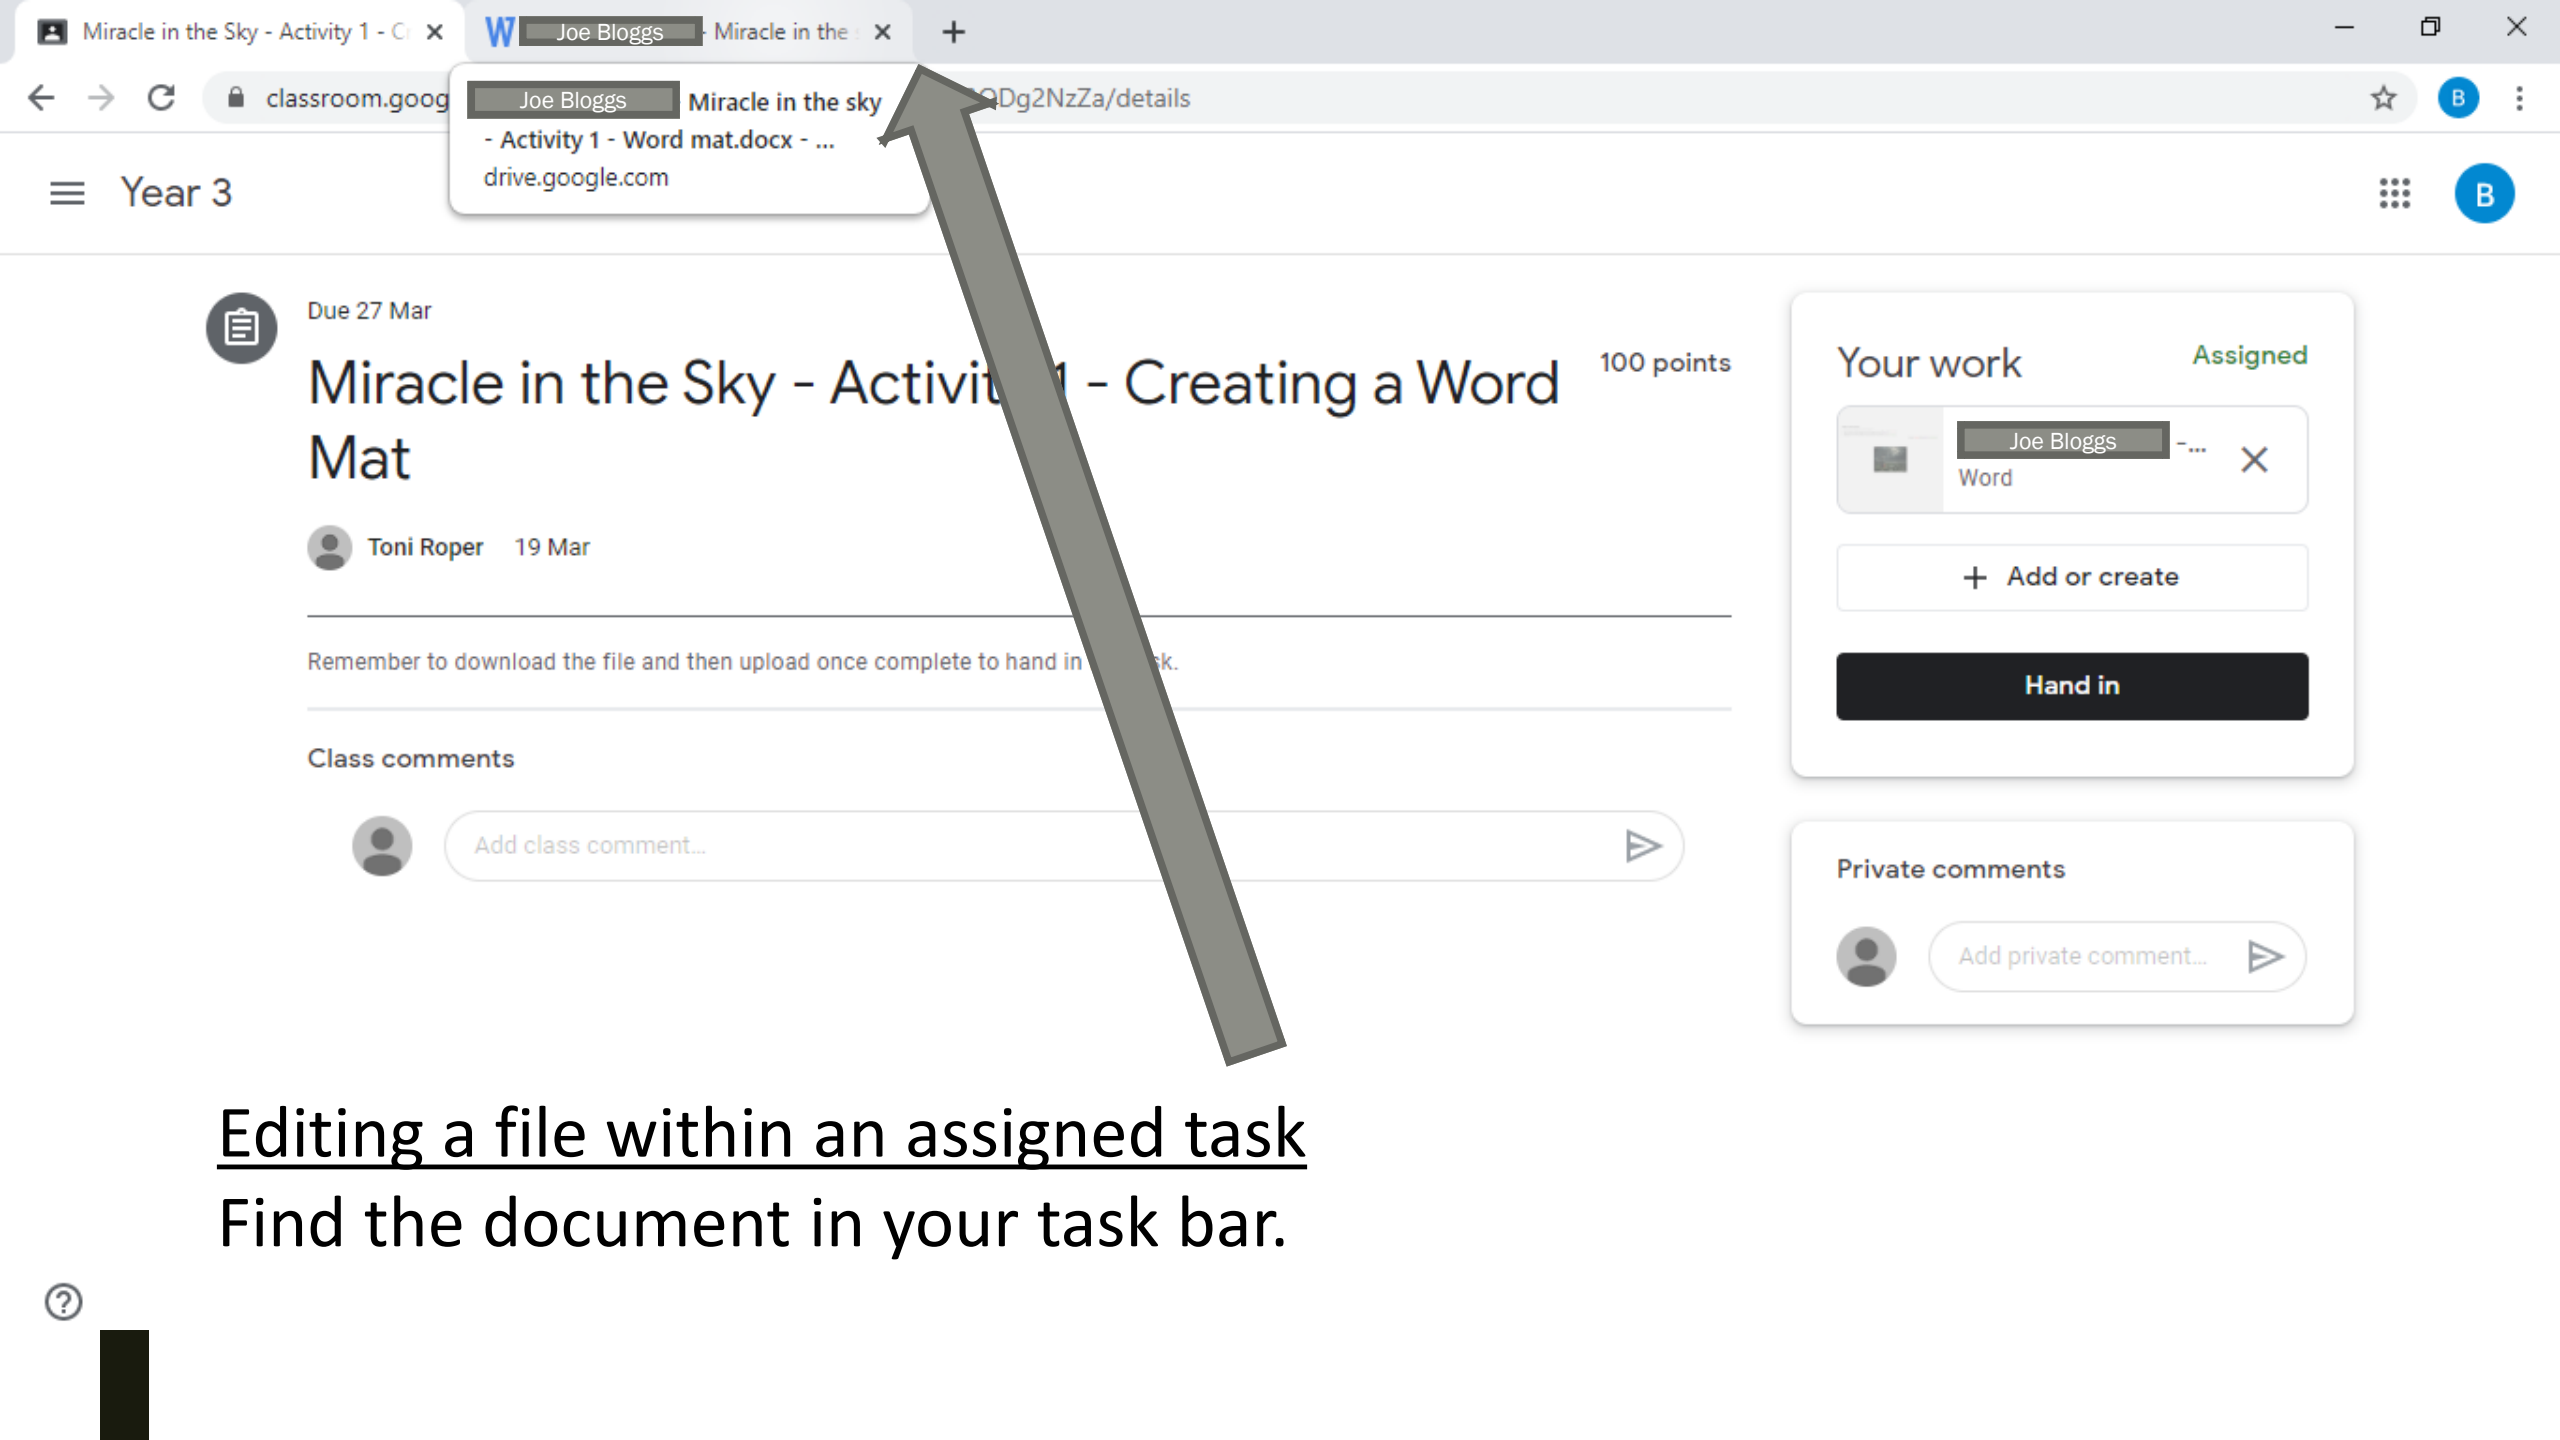 Miracle in the Sky - Activity 1 - C
Joe Bloggs - Miracle in the
classroom.goog
Dg2NzZa/details
B
Joe Bloggs Miracle in the sky
- Activity 1 - Word mat.docx - ...
drive.google.com
Year 3
B
Due 27 Mar
Miracle in the Sky - Activit 1 - Creating a Word
Mat
100 points
Toni Roper 19 Mar
Remember to download the file and then upload once complete to hand in sk.
Class comments
Add class comment...
Your work
Assigned
Joe Bloggs -...
Word
+ Add or create
Hand in
Private comments
Add private comment...
Editing a file within an assigned task
Find the document in your task bar.